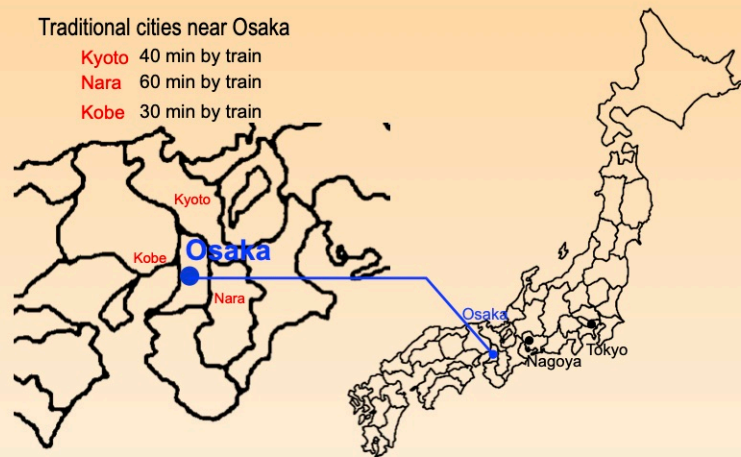 Traditional cities near Osaka
Kyoto 40 min by train
Nara 60 min by train
Kobe 30 min by train
Kyoto
Osaka
Kobe
Nara
Osaka
Tokyo
Nagoya